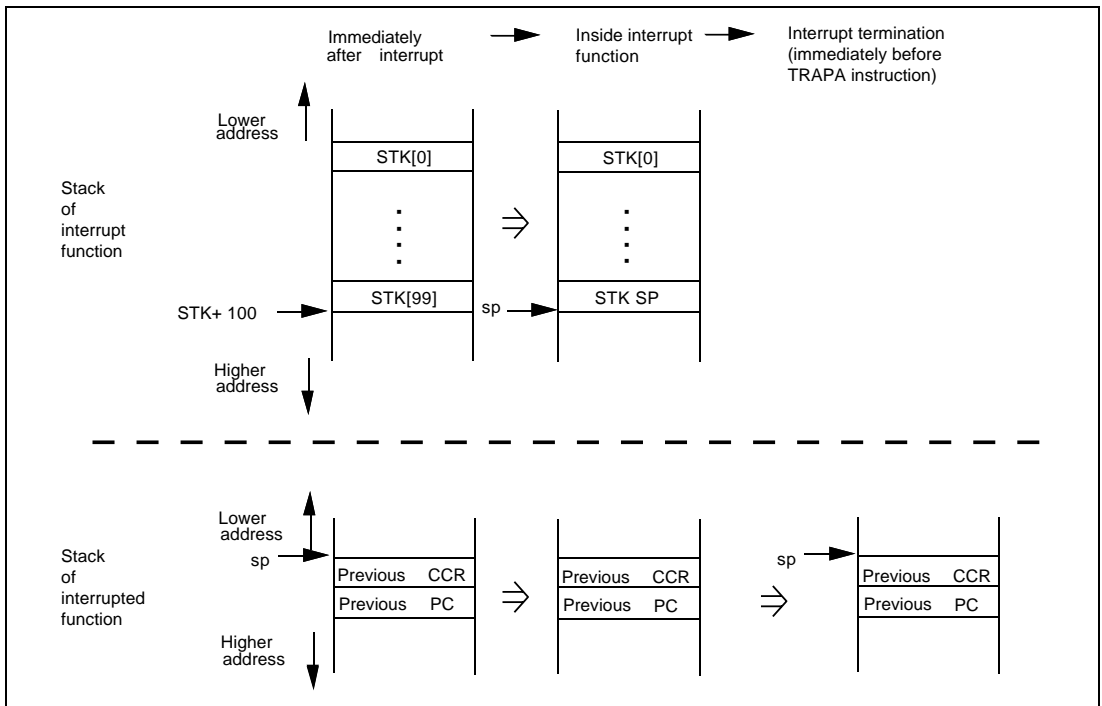 Immediately
after interrupt
Inside interrupt
function
Interrupt termination
(immediately before
TRAPA instruction)
Lower
address
STK[0]
STK[0]
Stack
of
interrupt
function
STK[99]
STK SP
STK+ 100
sp
Higher
address
Lower
address
sp
sp
Stack
of
interrupted
function
Previous CCR
Previous CCR
Previous CCR
Previous PC
Previous PC
Previous PC
Higher
address